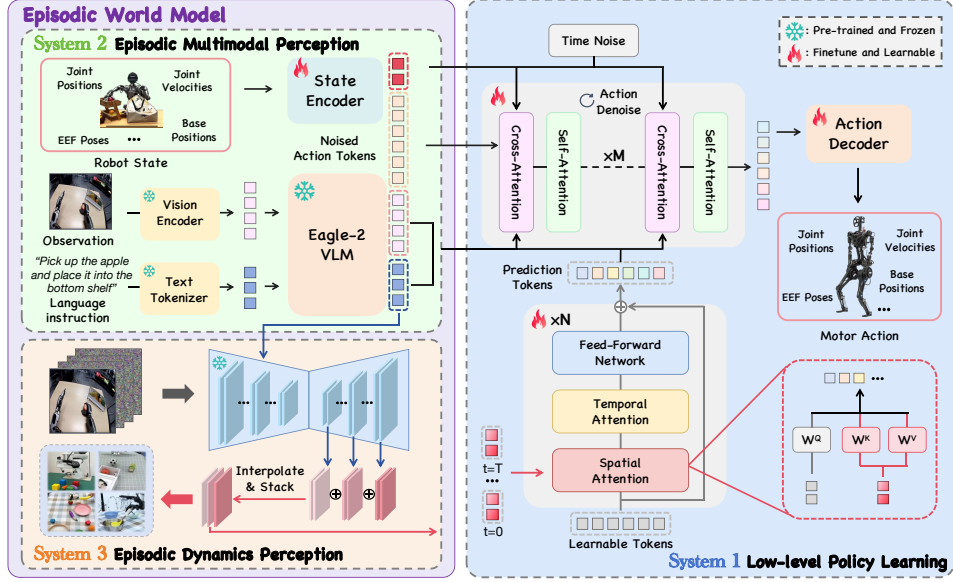 Episodic World Model
System 2 Episodic Multimodal Perception
Joint
Positions
Joint
Velocities
EEF Poses
...
Base
Positions
Robot State
State
Encoder
Noised
Action Tokens
Observation
Vision
Encoder
Eagle-2
VLM
"Pick up the apple
and place it into the
bottom shelf"
Language
instruction
Text
Tokenizer
Interpolate
& Stack
System 3 Episodic Dynamics Perception
... ...
... ...
Time Noise
: Pre-trained and Frozen
: Finetune and Learnable
Action
Denoise
Cross-Attention
Self-Attention
×M
Cross-Attention
Self-Attention
Action
Decoder
Joint
Positions
Joint
Velocities
EEF Poses
Base
Positions
...
Motor Action
Prediction
Tokens
×N
Feed-Forward
Network
Temporal
Attention
Spatial
Attention
t=T
...
t=0
Learnable Tokens
...
W^Q
W^K
W^V
System 1 Low-level Policy Learning